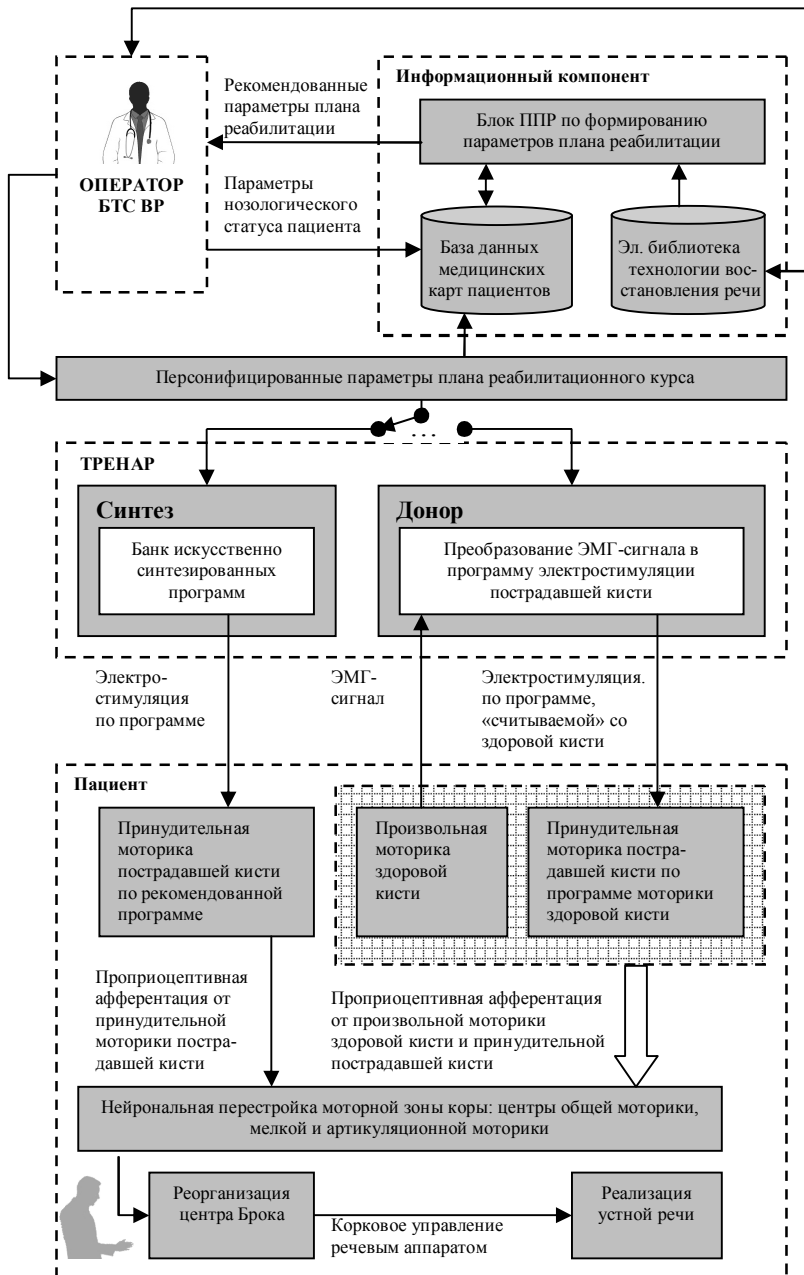 Информационный компонент
Рекомендованные
параметры плана
реабилитации
Блок ППР по формированию
параметров плана реабилитации
ОПЕРАТОР
БТС ВР
Параметры
нозологического
статуса пациента
База данных
медицинских
карт пациентов
Эл. библиотека
технологии вос-
становления речи
Персонифицированные параметры плана реабилитационного курса
...
ТРЕНАР
Синтез
Банк искусственно
синтезированных
программ
Донор
Преобразование ЭМГ-сигнала в
программу электростимуляции
пострадавшей кисти
Электро-
стимуляция
по программе
ЭМГ-
сигнал
Электростимуляция.
по программе,
«считываемой» со
здоровой кисти
Пациент
Принудительная
моторика
пострадавшей кисти
по рекомендованной
программе
Произвольная
моторика
здоровой
кисти
Принудительная
моторика постра-
давшей кисти по
программе моторики
здоровой кисти
Проприоцептивная
афферентация от
принудительной
моторики постра-
давшей кисти
Проприоцептивная афферентация
от произвольной моторики
здоровой кисти и принудительной
пострадавшей кисти
Нейрональная перестройка моторной зоны коры: центры общей моторики,
мелкой и артикуляционной моторики
Реорганизация
центра Брока
Корковое управление
речевым аппаратом
Реализация
устной речи